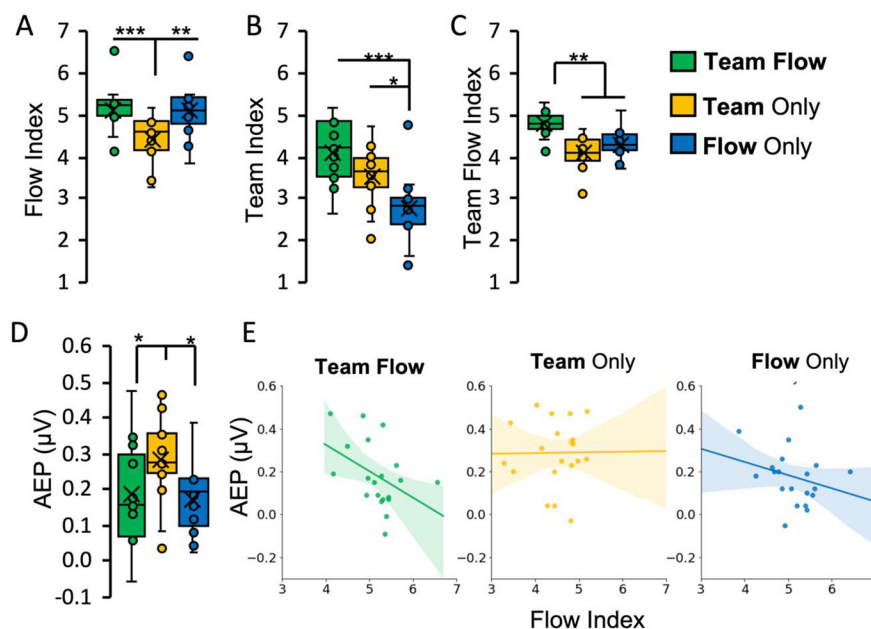 A
Flow Index
7
6
5
4
3
2
1
***
**
B
Team Index
7
6
5
4
3
2
1
***
*
C
Team Flow Index
7
6
5
4
3
2
1
**
Team Flow
Team Only
Flow Only
D
AEP (μV)
0.6
0.5
0.4
0.3
0.2
0.1
0.0
-0.1
*
*
E
Team Flow
Team Only
Flow Only
AEP (μV)
0.6
0.4
0.2
0.0
−0.2
3 4 5 6 7
0.6
0.4
0.2
0.0
−0.2
3 4 5 6 7
0.6
0.4
0.2
0.0
−0.2
3 4 5 6
Flow Index